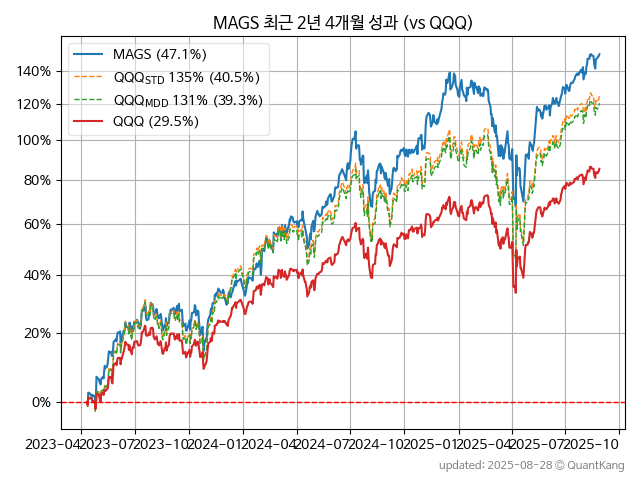 MAGS 최근 2년 4개월 성과 (vs QQQ)
MAGS (47.1%)
QQQSTD 135% (40.5%)
QQQMDD 131% (39.3%)
QQQ (29.5%)
140%
120%
100%
80%
60%
40%
20%
0%
2023-04 2023-07 2023-10 2024-01 2024-04 2024-07 2024-10 2025-01 2025-04 2025-07 2025-10
updated: 2025-08-28 © QuantKang